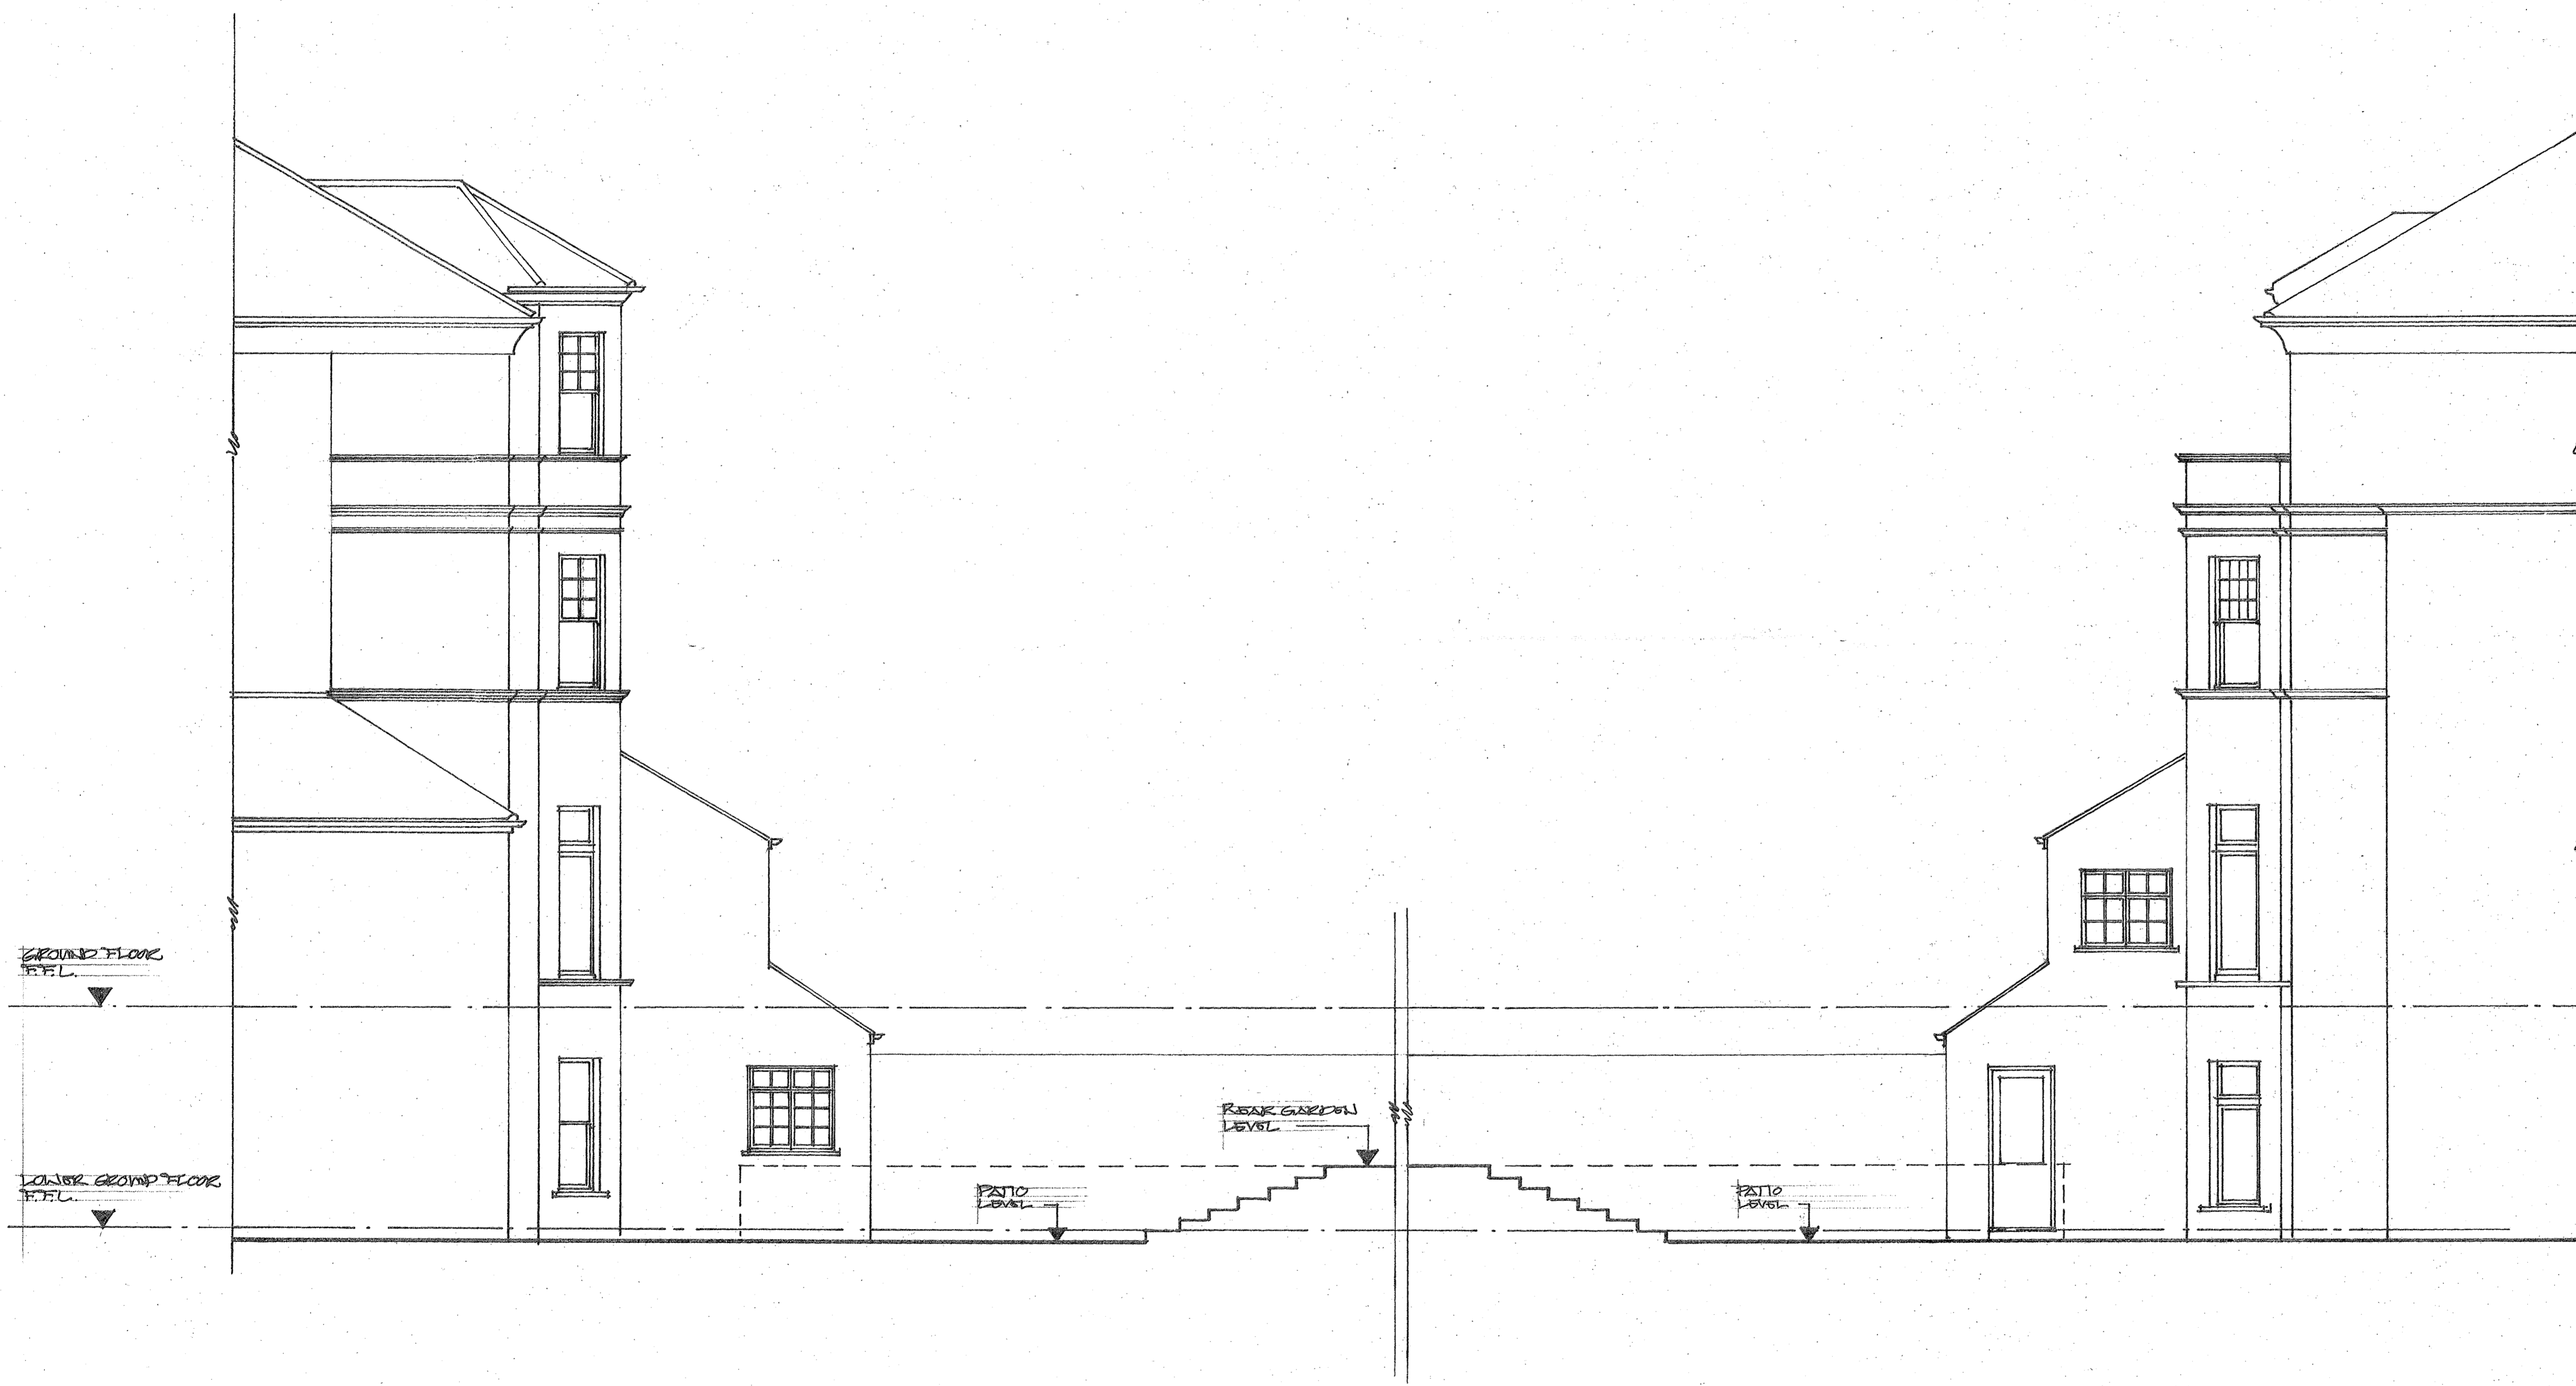 GROUND FLOOR
F.F.L.
REAR GARDEN
LEVEL
LOWER GROUND FLOOR
F.F.L.
PATIO
LEVEL
PATIO
LEVEL